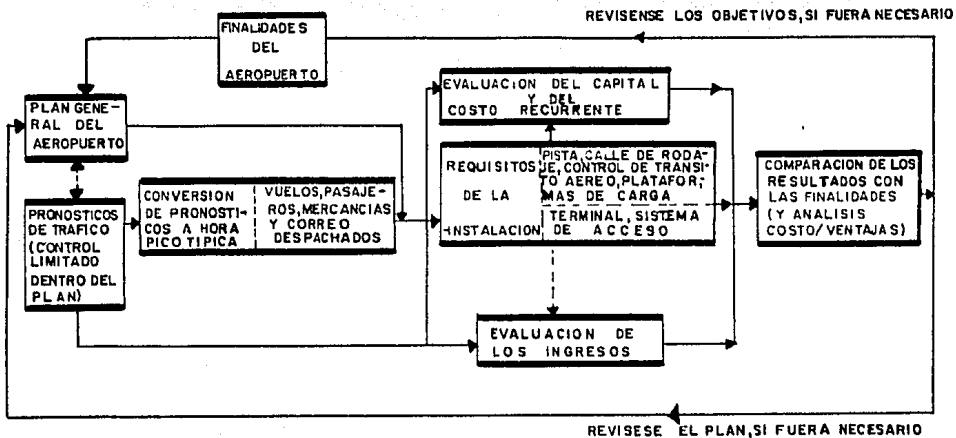 REVISENSE LOS OBJETIVOS, SI FUERA NECESARIO
FINALIDADES
DEL
AEROPUERTO
PLAN GENE-
RAL DEL
AEROPUERTO
EVALUACION DEL CAPITAL
Y DEL
COSTO RECURRENTE
PRONOSTICOS
DE TRAFICO
(CONTROL
LIMITADO
DENTRO DEL
PLAN)
CONVERSION
DE PRONOSTI-
COS A HORA
PICO TIPICA
VUELOS, PASAJE-
ROS, MERCANCIAS
Y CORREO
DESPACHADOS
REQUISITOS
DE LA
INSTALACION
PISTA, CALLE DE RODA-
JE, CONTROL DE TRANSI-
TO AEREO, PLATAFOR-
MAS DE CARGA
TERMINAL, SISTEMA
DE ACCESO
COMPARACION DE LOS
RESULTADOS CON
LAS FINALIDADES
(Y ANALISIS
COSTO/VENTAJAS)
EVALUACION DE
LOS INGRESOS
REVISESE EL PLAN, SI FUERA NECESARIO